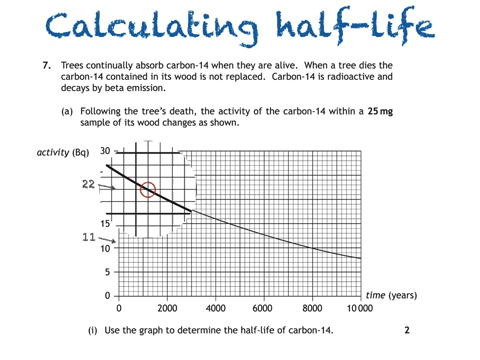 Calculating half-life
7. Trees continually absorb carbon-14 when they are alive. When a tree dies the
carbon-14 contained in its wood is not replaced. Carbon-14 is radioactive and
decays by beta emission.
(a) Following the tree's death, the activity of the carbon-14 within a 25 mg
sample of its wood changes as shown.
activity (Bq) 30
22
15
11
10
5
0
time (years)
0 2000 4000 6000 8000 10 000
(i) Use the graph to determine the half-life of carbon-14. 2